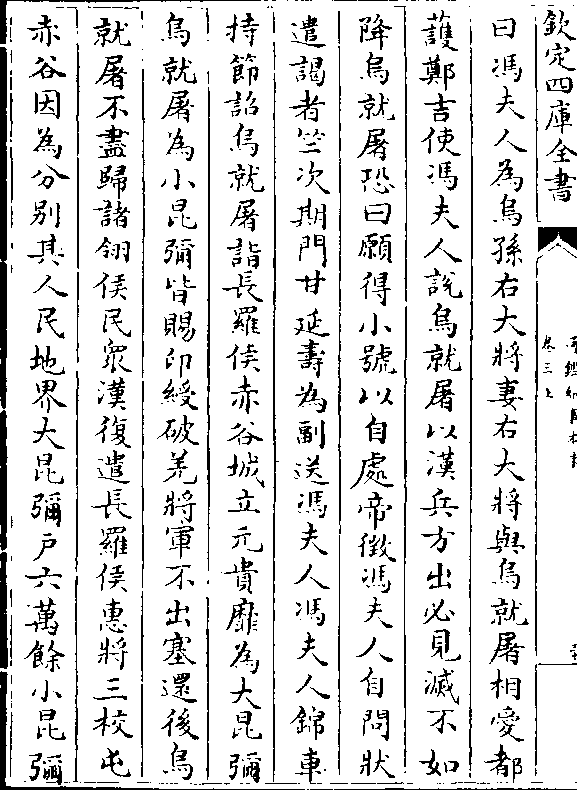 欽定四庫全書
卷三上
曰馮夫人為烏孫右大將妻右大將與烏就屠相愛都
護鄭吉使馮夫人說烏就屠以漢兵方出必見滅不如
降烏就屠恐曰願得小號以自處帝徵馮夫人自問狀
遣謁者竺次期門甘延壽為副送馮夫人馮夫人錦車
持節詔烏就屠詣長羅侯赤谷城立元貴靡為大昆彌
烏就屠為小昆彌皆賜印綬破羌將軍不出塞還後烏
就屠不盡歸諸翎侯民衆漢復遣長羅侯惠將三校屯
赤谷因為分別其人民地界大昆彌戶六萬餘小昆彌